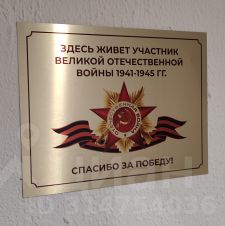 ЗДЕСЬ ЖИВЕТ УЧАСТНИК
ВЕЛИКОЙ ОТЕЧЕСТВЕННОЙ
ВОЙНЫ 1941-1945 ГГ.
СПАСИБО ЗА ПОБЕДУ!